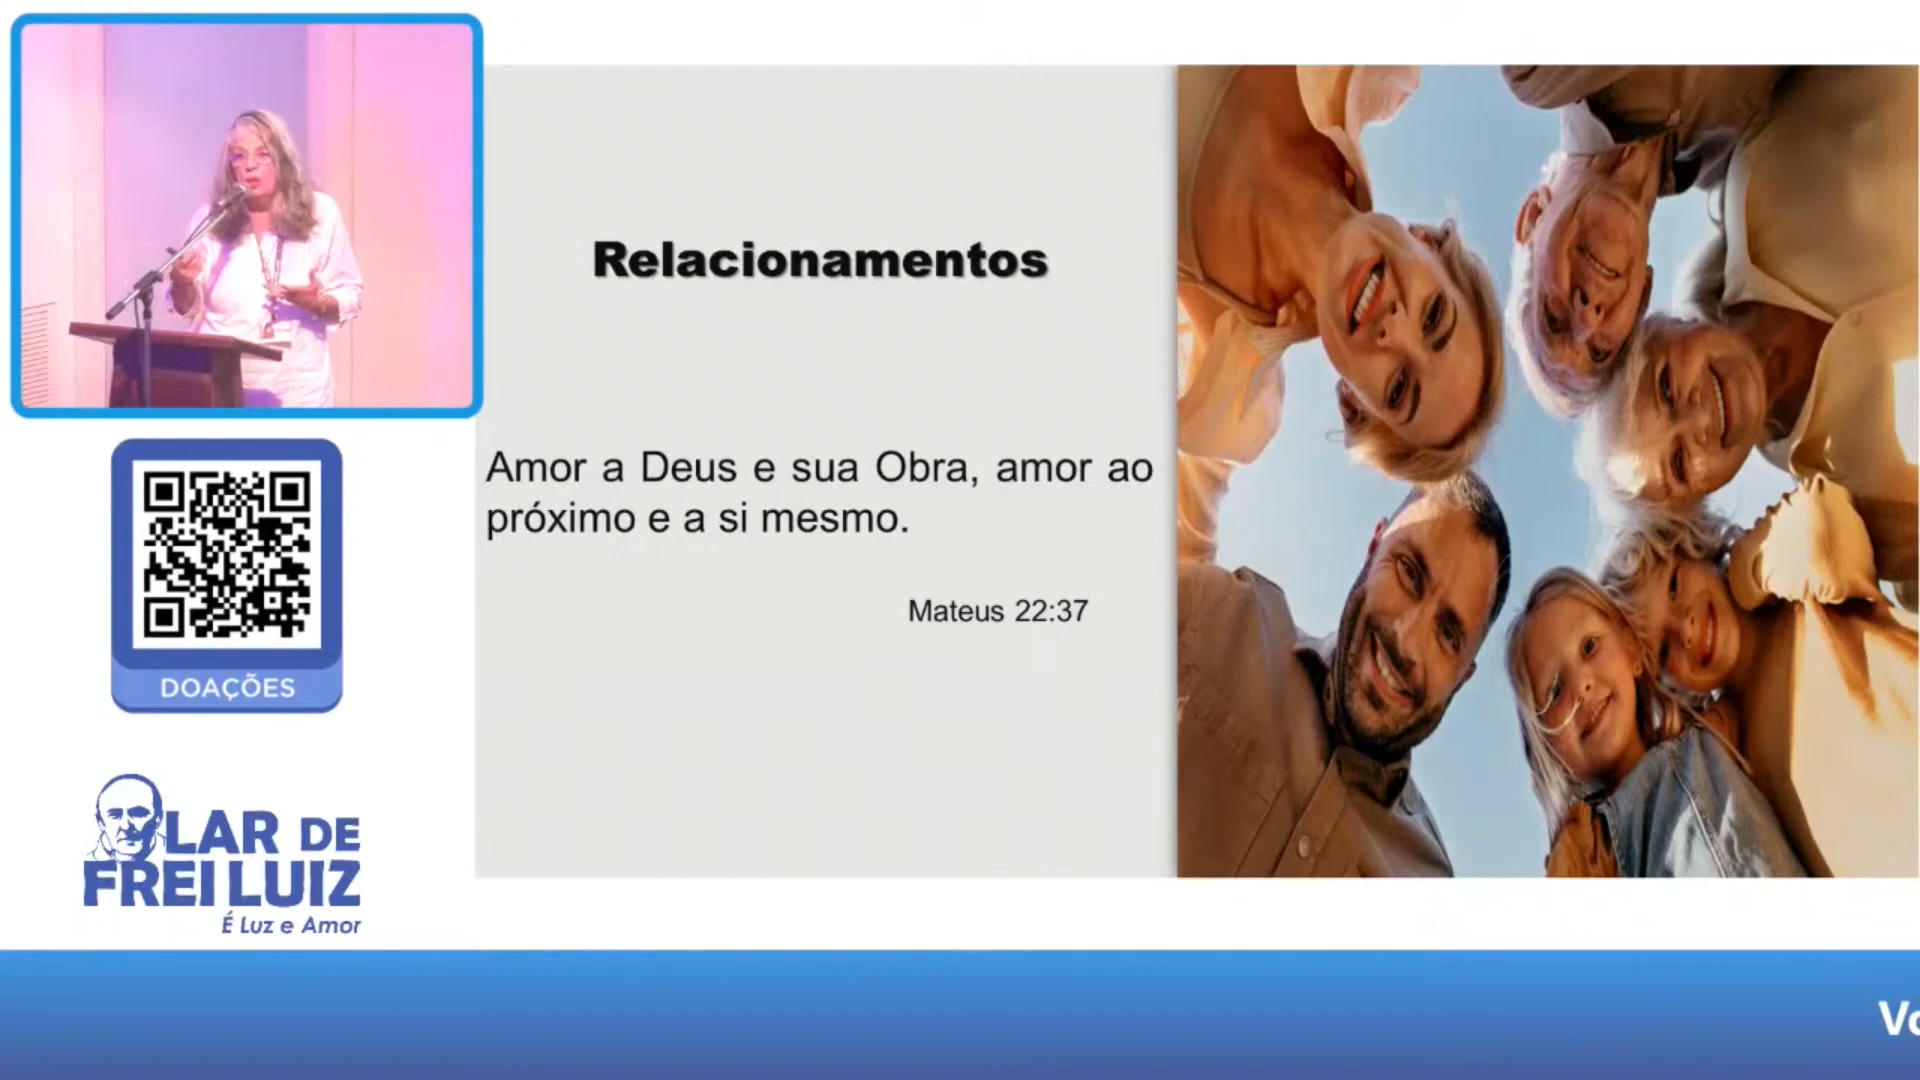 Relacionamentos
Amor a Deus e sua Obra, amor ao
próximo e a si mesmo.
Mateus 22:37
DOAÇÕES
LAR DE
FREI LUIZ
É Luz e Amor